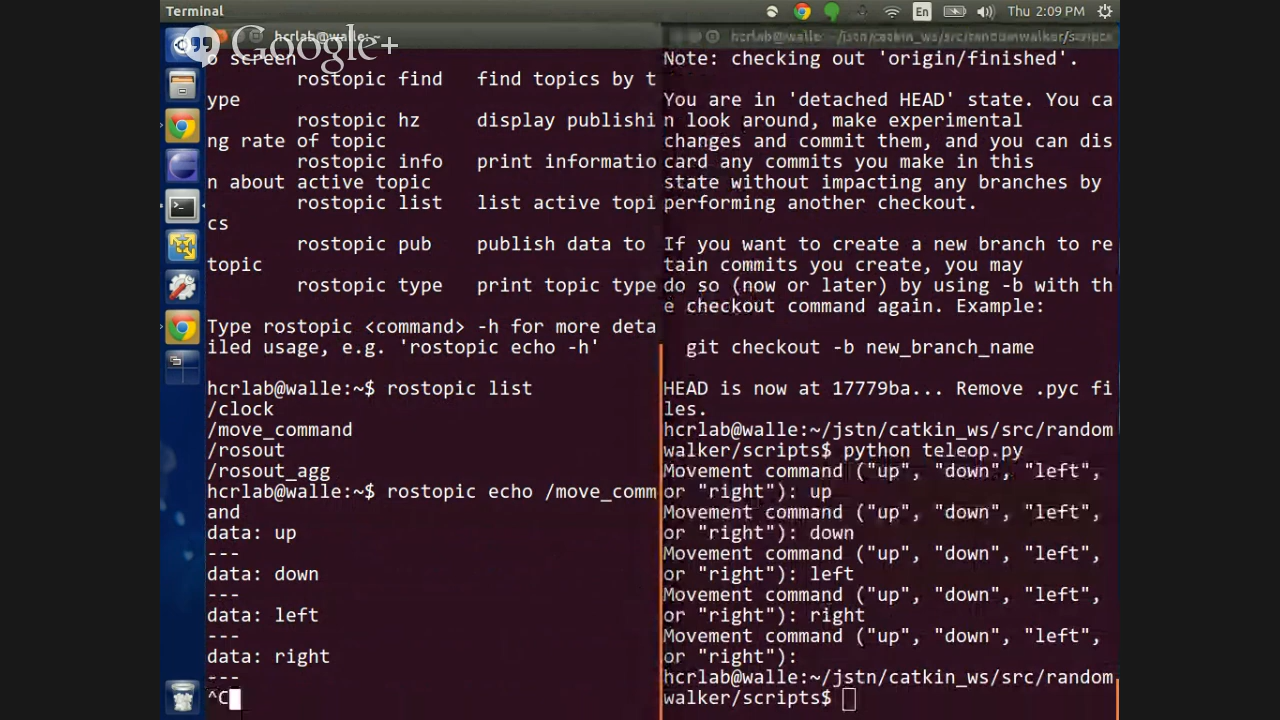 Terminal
En
Thu 2:09 PM
Google+
hcrlab@walle: ~
hcrlab@walle: ~/jstn/catkin_ws/src/randomwalker/scripts
o screen
rostopic find find topics by t
ype
rostopic hz display publishi
ng rate of topic
rostopic info print informatio
n about active topic
rostopic list list active topi
cs
rostopic pub publish data to
topic
rostopic type print topic type
Type rostopic <command> -h for more deta
iled usage, e.g. 'rostopic echo -h'
hcrlab@walle:~$ rostopic list
/clock
/move_command
/rosout
/rosout_agg
hcrlab@walle:~$ rostopic echo /move_comm
and
data: up
---
data: down
---
data: left
---
data: right
---
^C
Note: checking out 'origin/finished'.
You are in 'detached HEAD' state. You ca
n look around, make experimental
changes and commit them, and you can dis
card any commits you make in this
state without impacting any branches by
performing another checkout.
If you want to create a new branch to re
tain commits you create, you may
do so (now or later) by using -b with th
e checkout command again. Example:
git checkout -b new_branch_name
HEAD is now at 17779ba... Remove .pyc fi
les.
hcrlab@walle:~/jstn/catkin_ws/src/random
walker/scripts$ python teleop.py
Movement command ("up", "down", "left",
or "right"): up
Movement command ("up", "down", "left",
or "right"): down
Movement command ("up", "down", "left",
or "right"): left
Movement command ("up", "down", "left",
or "right"): right
Movement command ("up", "down", "left",
or "right"):
hcrlab@walle:~/jstn/catkin_ws/src/random
walker/scripts$